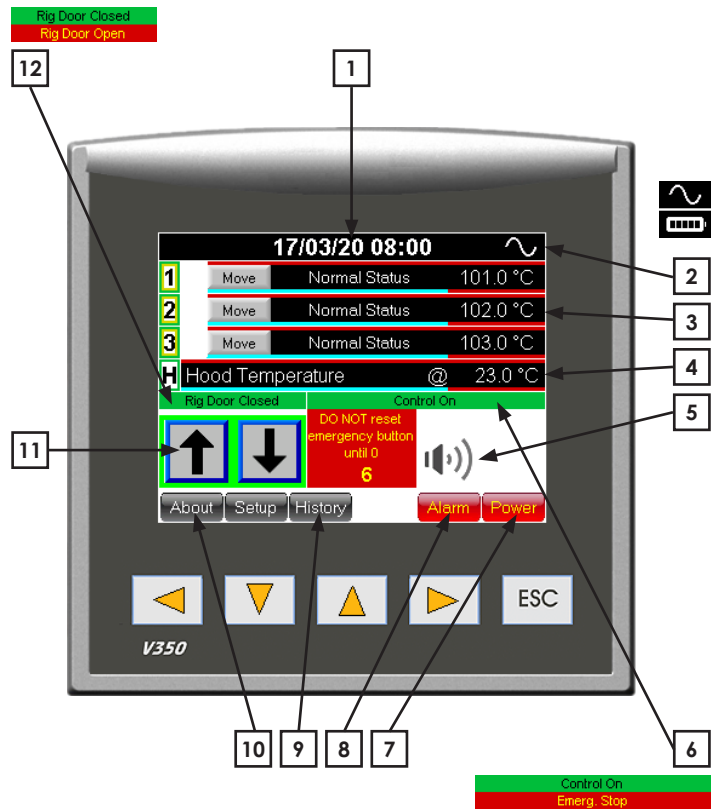 Rig Door Closed
Rig Door Open
12
1
17/03/20 08:00
1 Move Normal Status 101.0 °C
2
2 Move Normal Status 102.0 °C
3
3 Move Normal Status 103.0 °C
H Hood Temperature @ 23.0 °C
4
Rig Door Closed Control On
5
DO NOT reset
emergency button
until 0
6
11
About Setup History Alarm Power
ESC
V350
10 9 8 7 6
Control On
Emerg. Stop